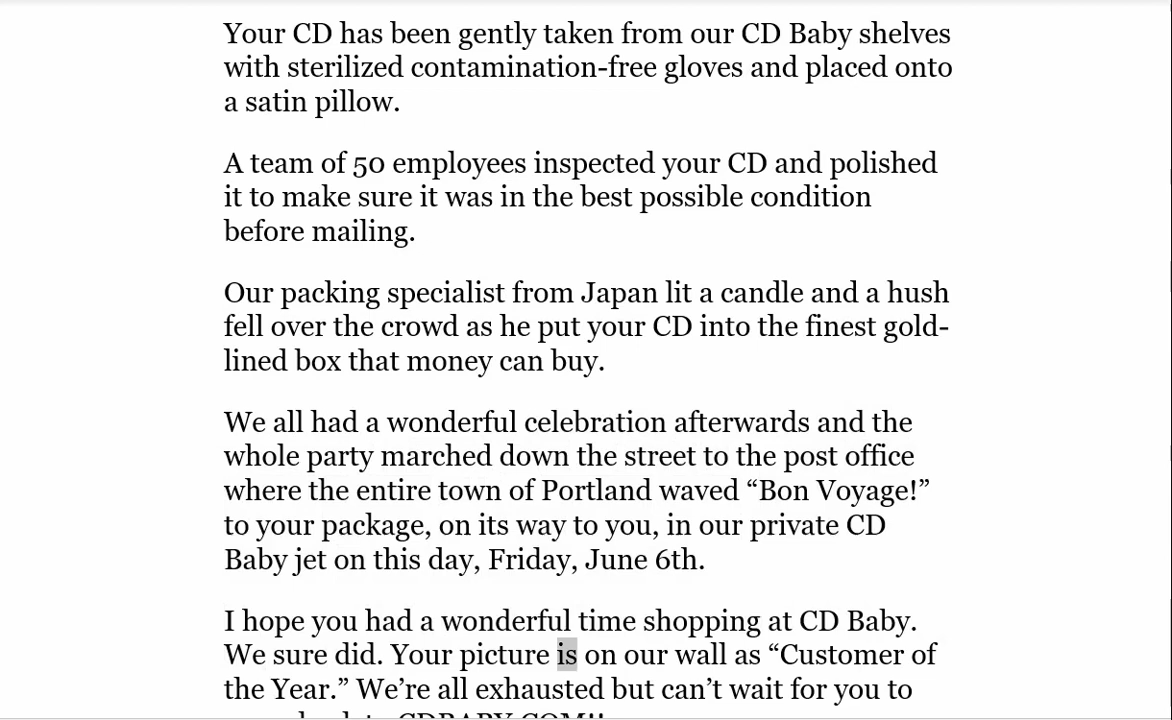 Your CD has been gently taken from our CD Baby shelves
with sterilized contamination-free gloves and placed onto
a satin pillow.
A team of 50 employees inspected your CD and polished
it to make sure it was in the best possible condition
before mailing.
Our packing specialist from Japan lit a candle and a hush
fell over the crowd as he put your CD into the finest gold-
lined box that money can buy.
We all had a wonderful celebration afterwards and the
whole party marched down the street to the post office
where the entire town of Portland waved “Bon Voyage!”
to your package, on its way to you, in our private CD
Baby jet on this day, Friday, June 6th.
I hope you had a wonderful time shopping at CD Baby.
We sure did. Your picture is on our wall as “Customer of
the Year.” We’re all exhausted but can’t wait for you to
CDBABY.COM!!